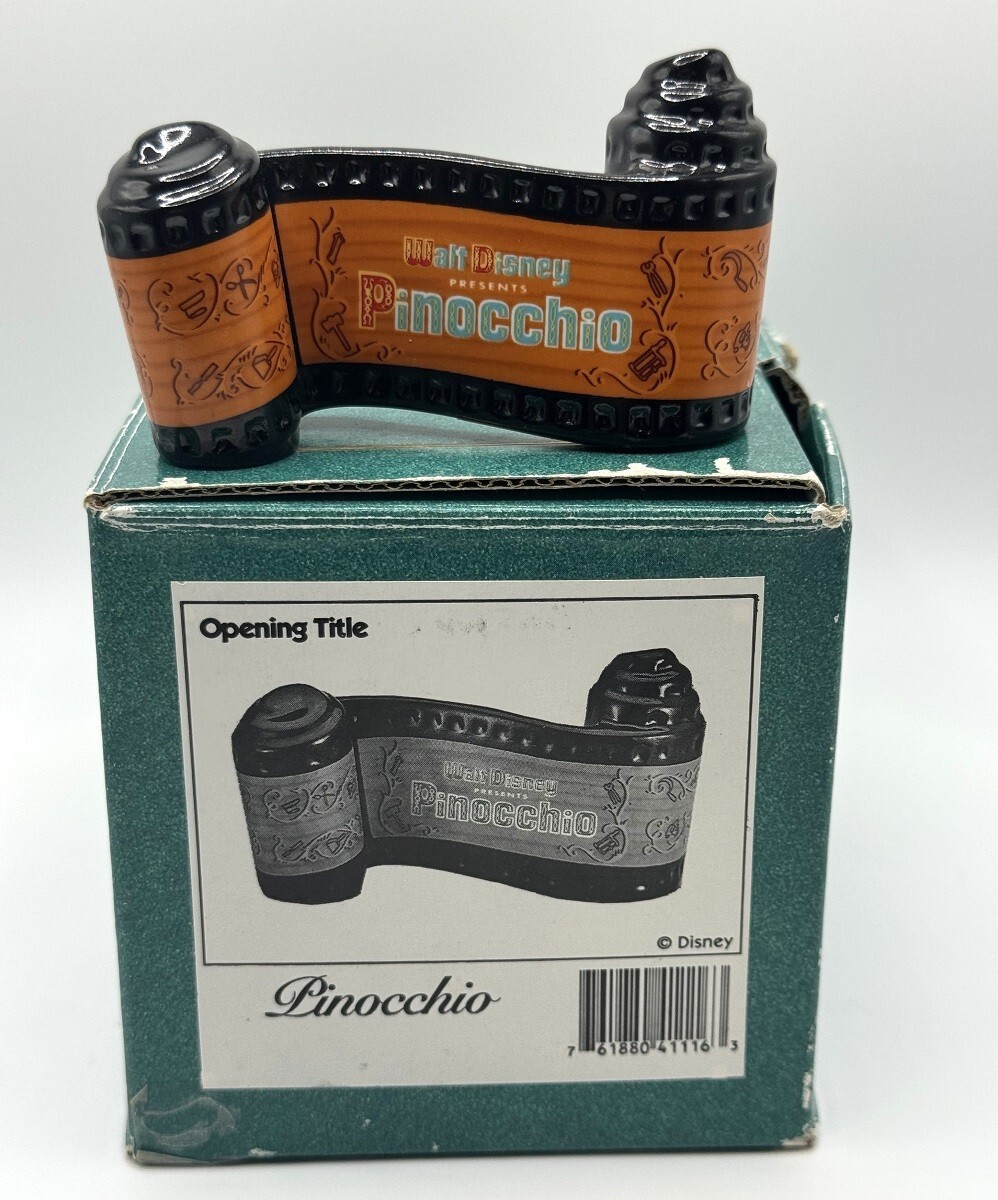 Walt Disney
PRESENTS
Pinocchio
Opening Title
Walt Disney
PRESENTS
Pinocchio
© Disney
Pinocchio
7 61880 41116 3